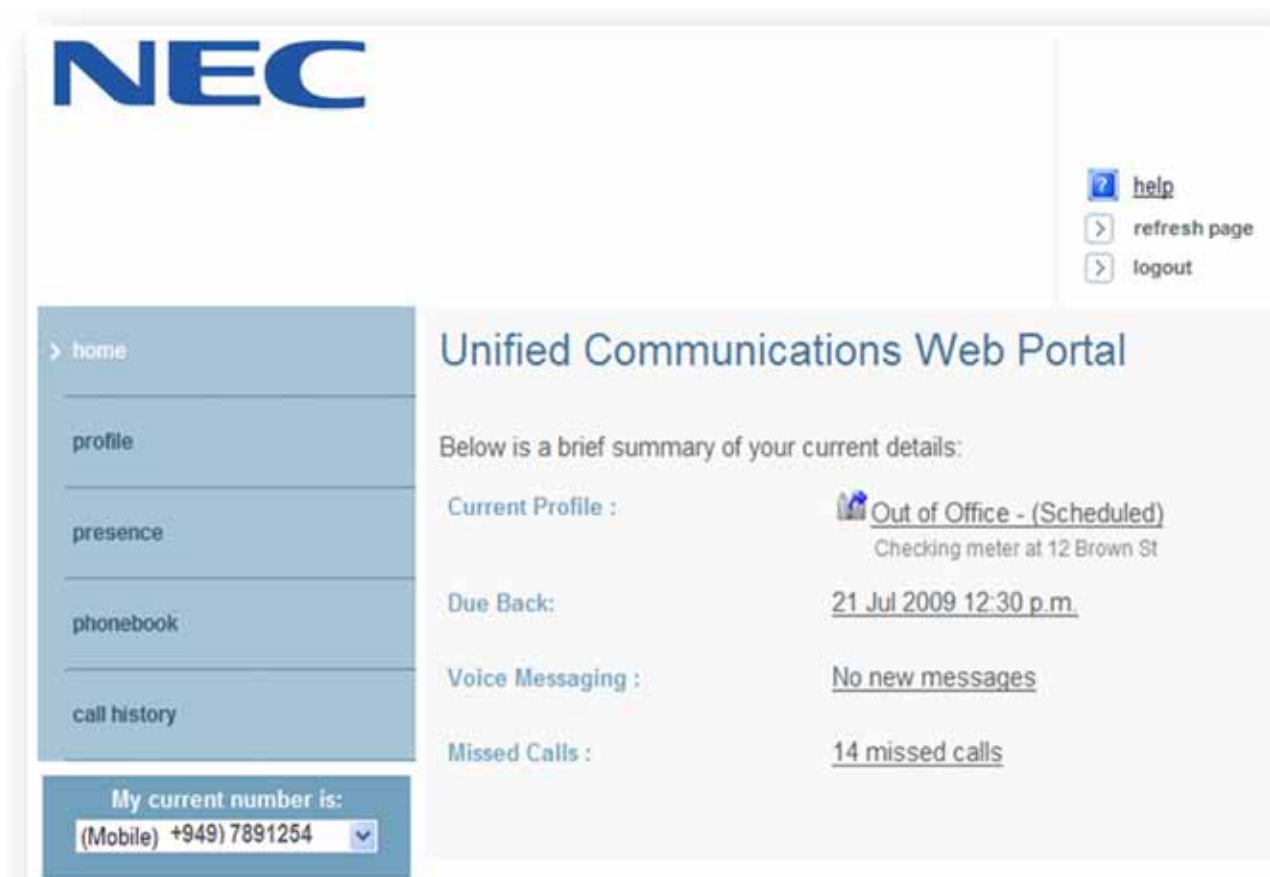 NEC
help
refresh page
logout
home
profile
presence
phonebook
call history
My current number is:
(Mobile) +949) 7891254
Unified Communications Web Portal
Below is a brief summary of your current details:
Current Profile : Out of Office - (Scheduled)
Checking meter at 12 Brown St
Due Back: 21 Jul 2009 12:30 p.m.
Voice Messaging : No new messages
Missed Calls : 14 missed calls